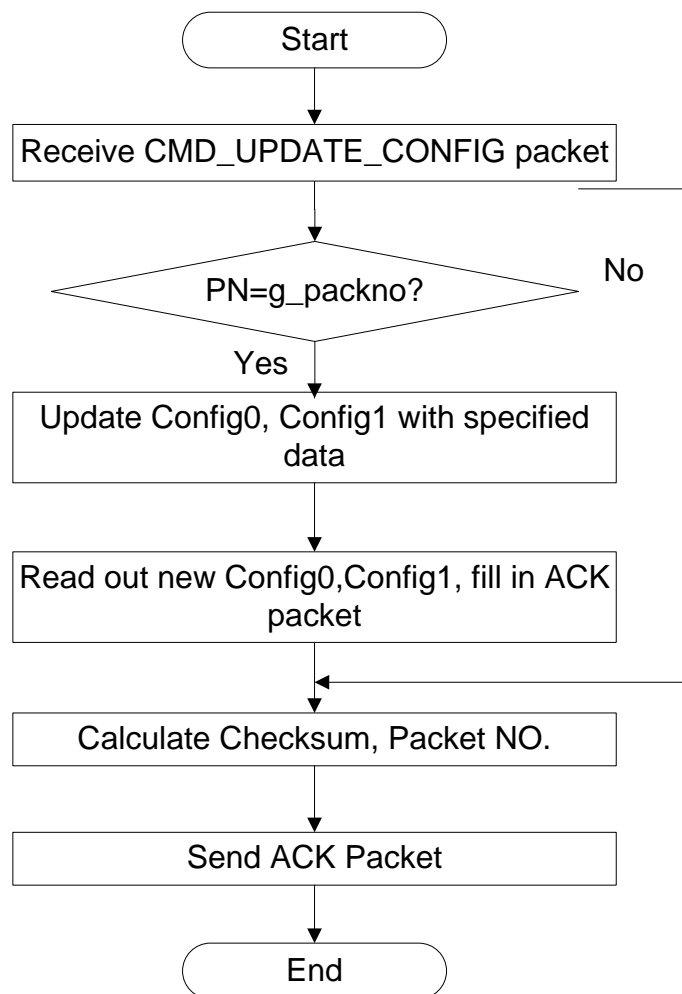 Start
Receive CMD_UPDATE_CONFIG packet
PN=g_packno?
No
Yes
Update Config0, Config1 with specified
data
Read out new Config0,Config1, fill in ACK
packet
Calculate Checksum, Packet NO.
Send ACK Packet
End